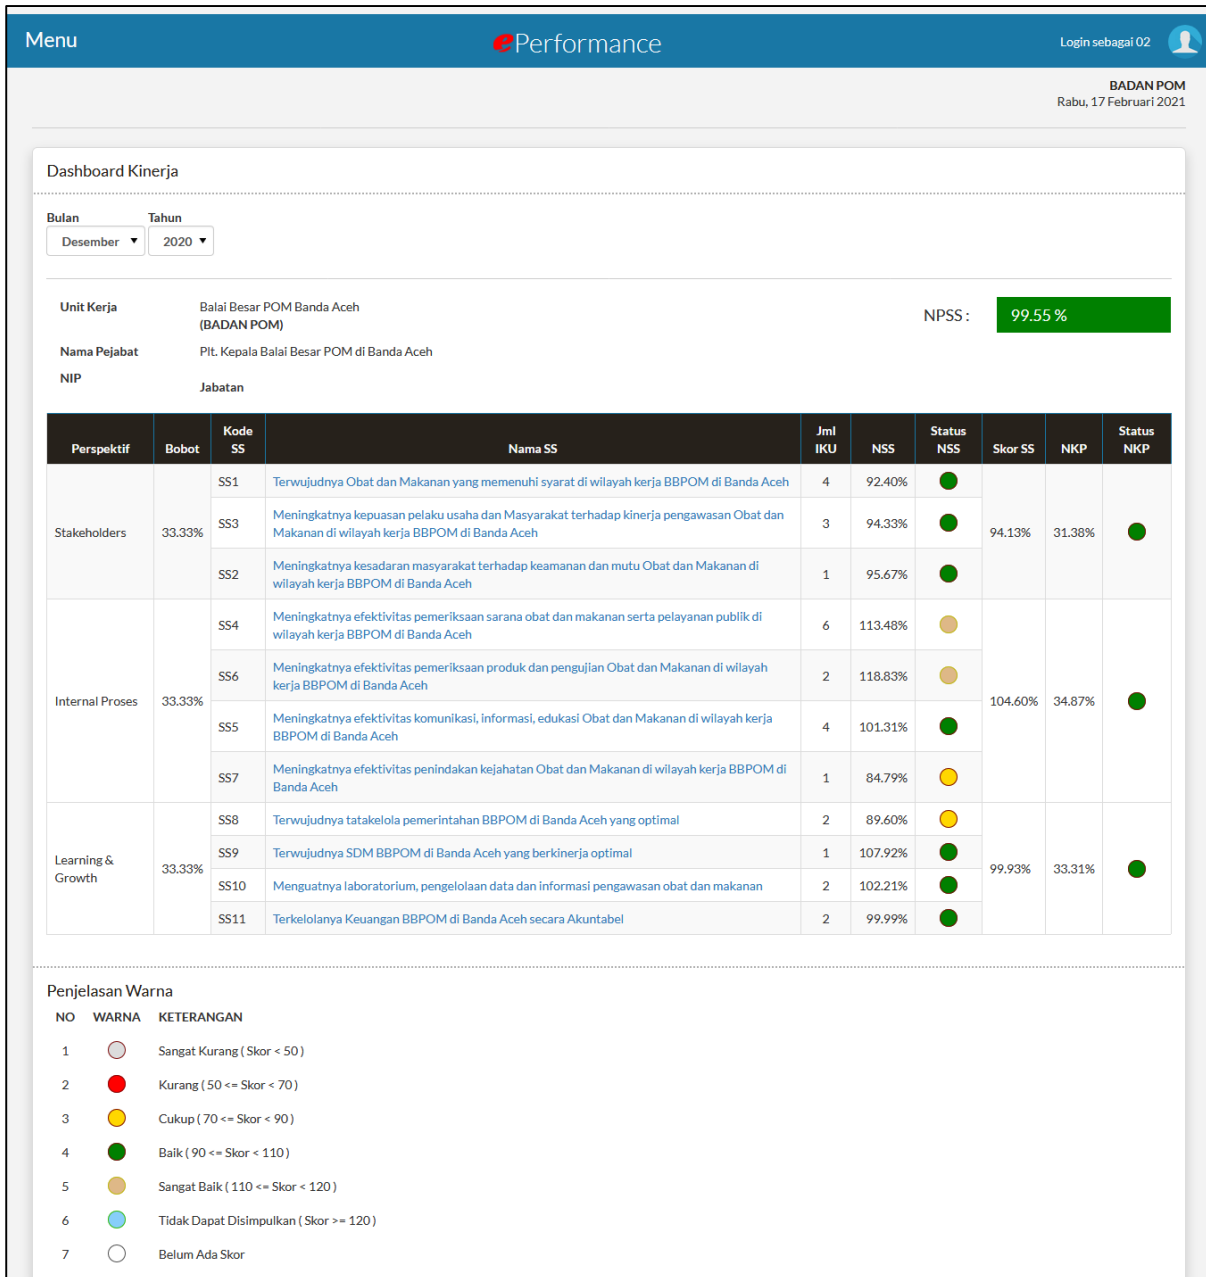 Menu
ePerformance
Login sebagai 02
BADAN POM
Rabu, 17 Februari 2021
Dashboard Kinerja
Bulan Tahun
Desember 2020
Unit Kerja Balai Besar POM Banda Aceh
(BADAN POM)
NPSS : 99.55 %
Nama Pejabat Plt. Kepala Balai Besar POM di Banda Aceh
NIP
Jabatan
Perspektif Bobot Kode SS Nama SS Jml IKU NSS Status NSS Skor SS NKP Status NKP
Stakeholders 33.33%
SS1 Terwujudnya Obat dan Makanan yang memenuhi syarat di wilayah kerja BBPOM di Banda Aceh 4 92.40%
SS3 Meningkatnya kepuasan pelaku usaha dan Masyarakat terhadap kinerja pengawasan Obat dan
Makanan di wilayah kerja BBPOM di Banda Aceh 3 94.33%
94.13% 31.38%
SS2 Meningkatnya kesadaran masyarakat terhadap keamanan dan mutu Obat dan Makanan di
wilayah kerja BBPOM di Banda Aceh 1 95.67%
Internal Proses 33.33%
SS4 Meningkatnya efektivitas pemeriksaan sarana obat dan makanan serta pelayanan publik di
wilayah kerja BBPOM di Banda Aceh 6 113.48%
SS6 Meningkatnya efektivitas pemeriksaan produk dan pengujian Obat dan Makanan di wilayah
kerja BBPOM di Banda Aceh 2 118.83%
104.60% 34.87%
SS5 Meningkatnya efektivitas komunikasi, informasi, edukasi Obat dan Makanan di wilayah kerja
BBPOM di Banda Aceh 4 101.31%
SS7 Meningkatnya efektivitas penindakan kejahatan Obat dan Makanan di wilayah kerja BBPOM di
Banda Aceh 1 84.79%
Learning &
Growth 33.33%
SS8 Terwujudnya tatakelola pemerintahan BBPOM di Banda Aceh yang optimal 2 89.60%
SS9 Terwujudnya SDM BBPOM di Banda Aceh yang berkinerja optimal 1 107.92%
99.93% 33.31%
SS10 Menguatnya laboratorium, pengelolaan data dan informasi pengawasan obat dan makanan 2 102.21%
SS11 Terkelolanya Keuangan BBPOM di Banda Aceh secara Akuntabel 2 99.99%
Penjelasan Warna
NO WARNA KETERANGAN
1 Sangat Kurang ( Skor < 50 )
2 Kurang ( 50 <= Skor < 70 )
3 Cukup ( 70 <= Skor < 90 )
4 Baik ( 90 <= Skor < 110 )
5 Sangat Baik ( 110 <= Skor < 120 )
6 Tidak Dapat Disimpulkan ( Skor >= 120 )
7 Belum Ada Skor